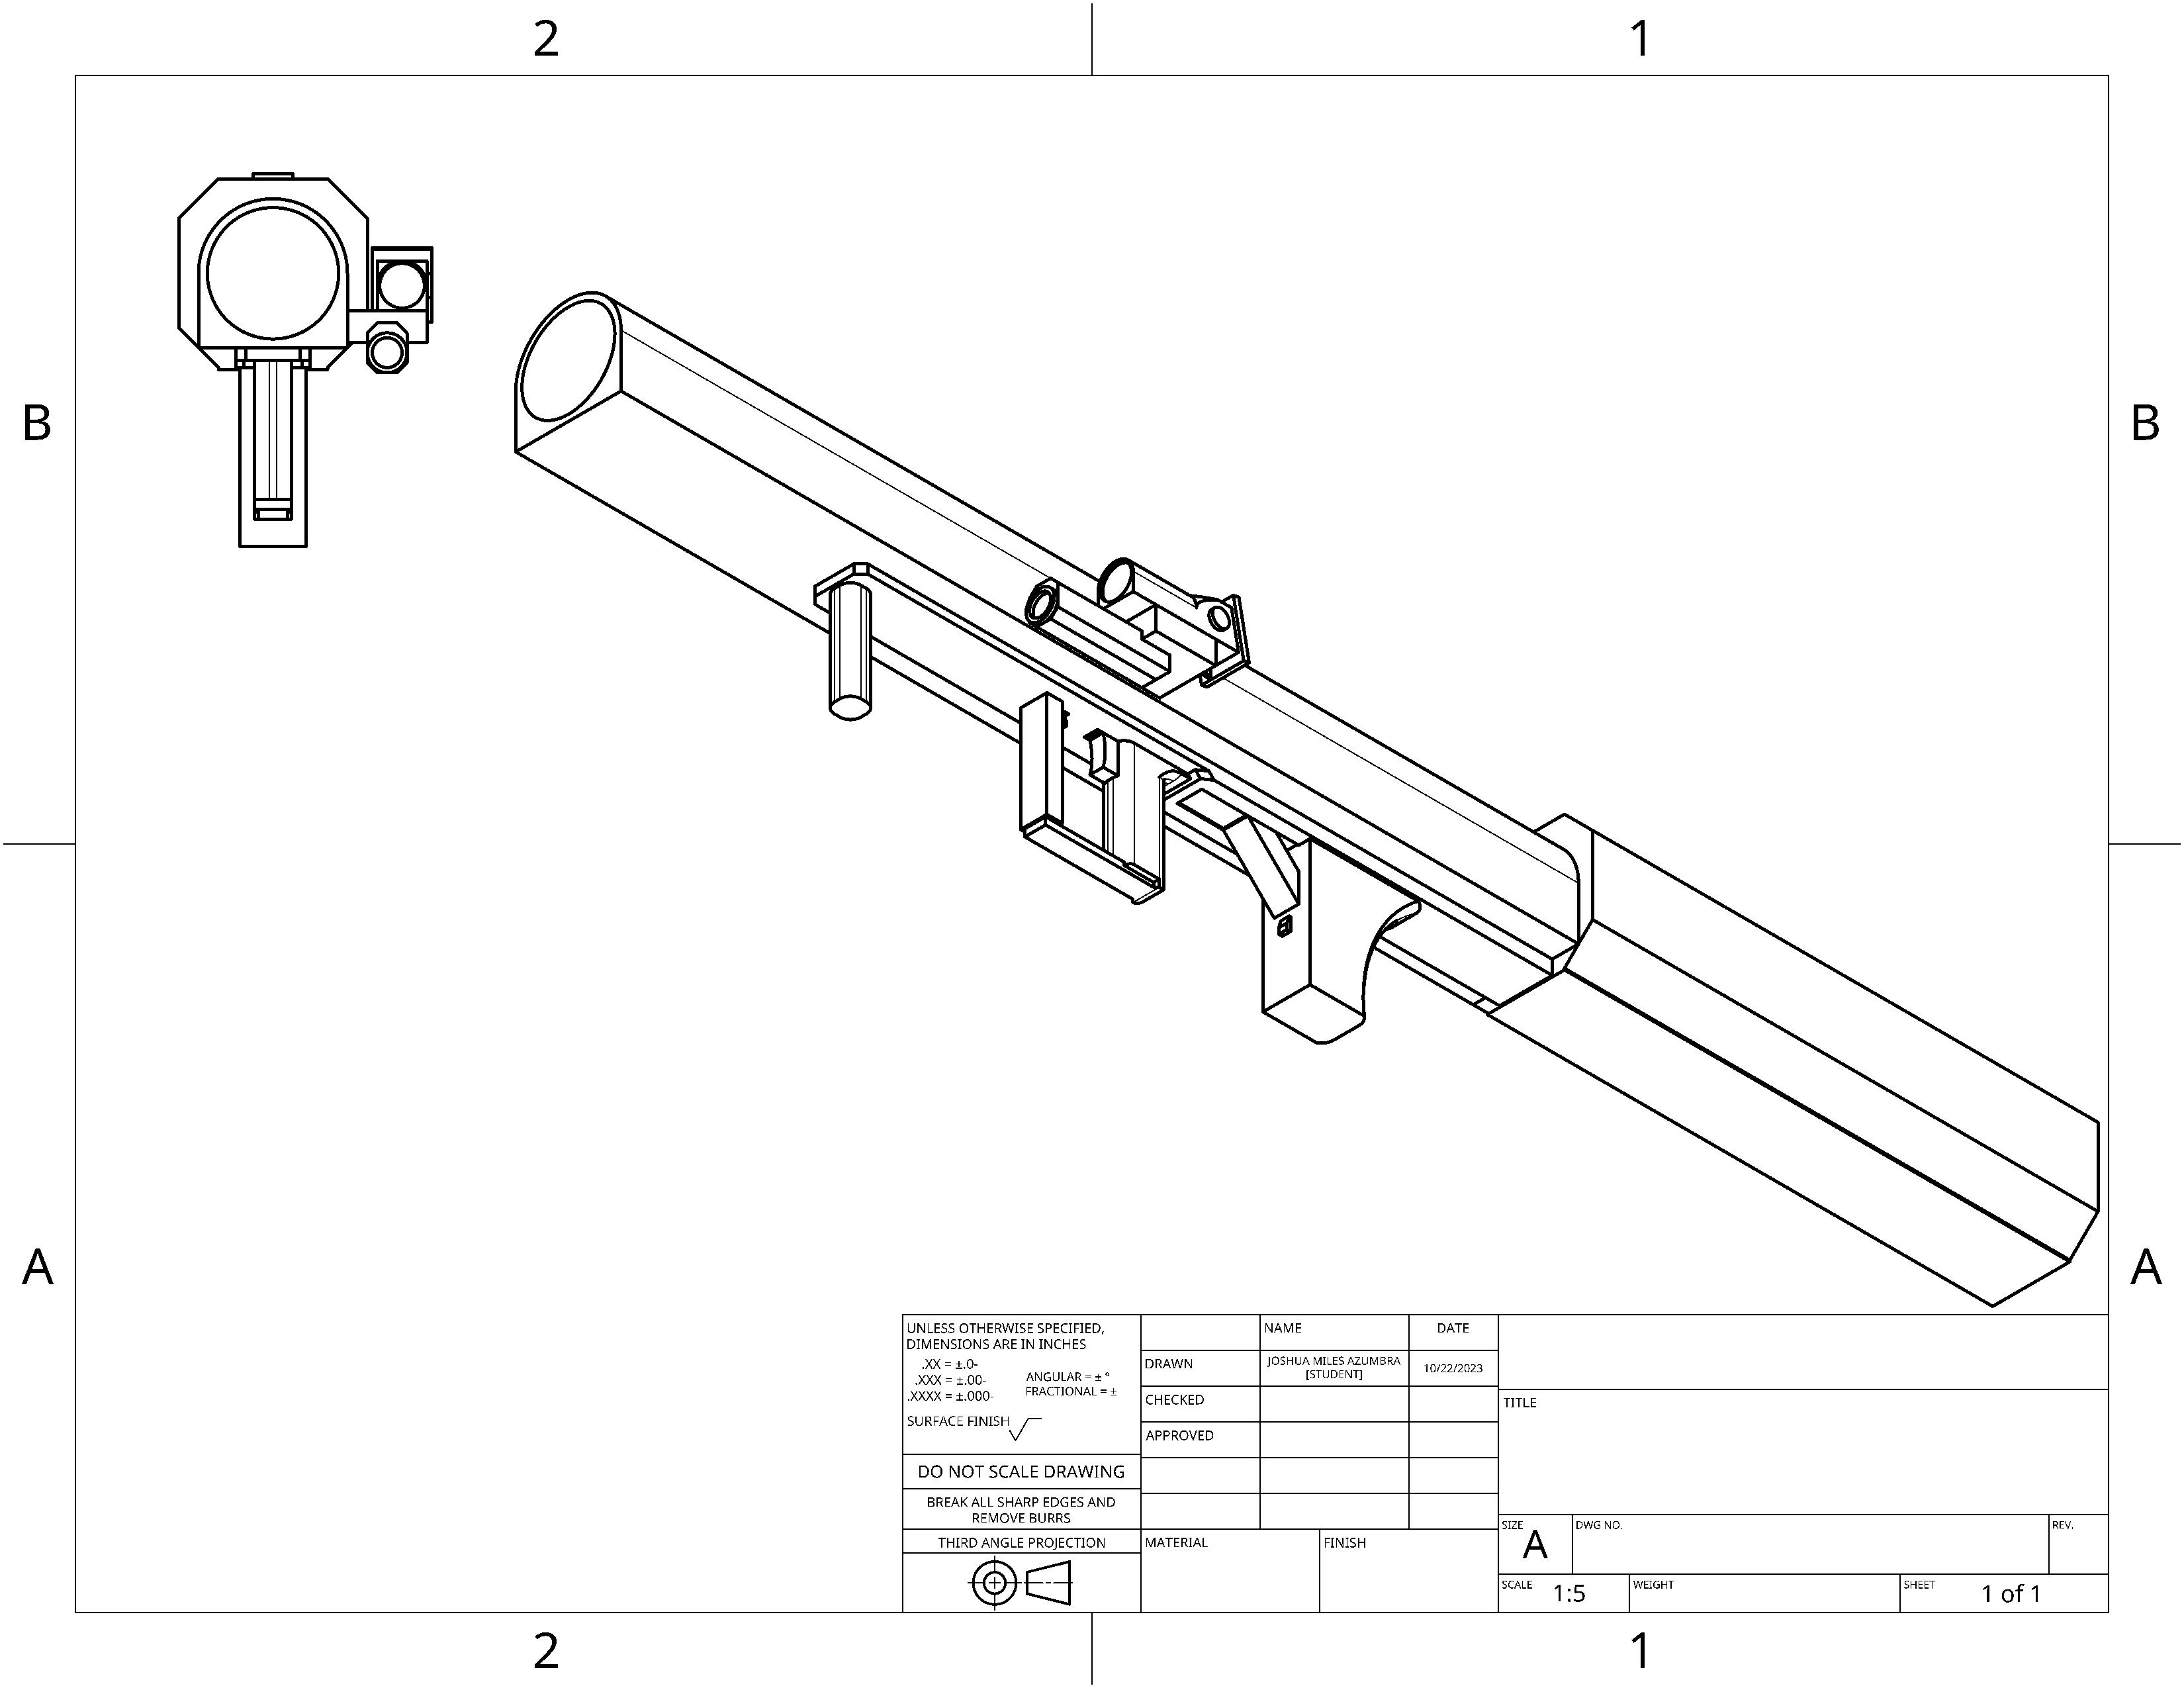 2
1
B
B
A
A
UNLESS OTHERWISE SPECIFIED,
DIMENSIONS ARE IN INCHES
.XX = ±.0-
.XXX = ±.00-
.XXXX = ±.000-
ANGULAR = ± °
FRACTIONAL = ±
SURFACE FINISH
DO NOT SCALE DRAWING
BREAK ALL SHARP EDGES AND
REMOVE BURRS
THIRD ANGLE PROJECTION
NAME
DATE
DRAWN
JOSHUA MILES AZUMBRA
[STUDENT]
10/22/2023
CHECKED
APPROVED
MATERIAL
FINISH
TITLE
SIZE
A
DWG NO.
REV.
SCALE
1:5
WEIGHT
SHEET
1 of 1
2
1